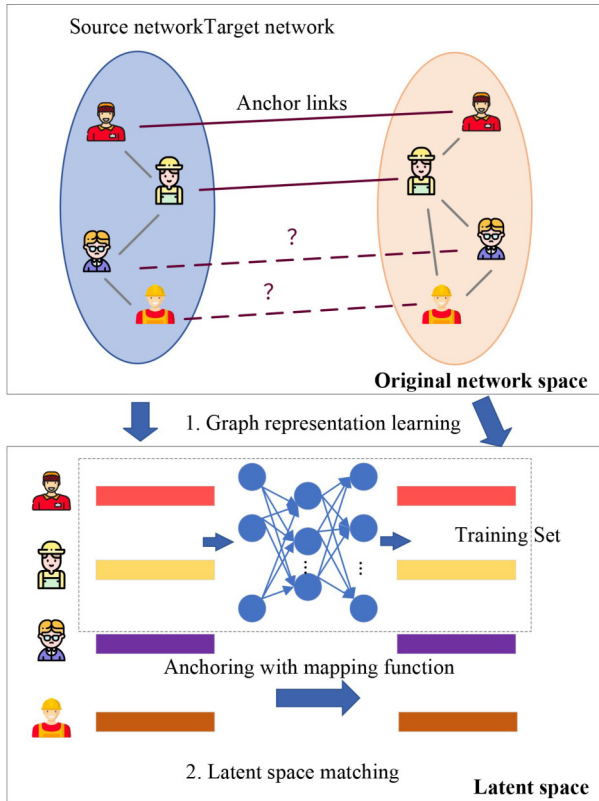 Source networkTarget network
Anchor links
?
?
Original network space
1. Graph representation learning
Training Set
Anchoring with mapping function
2. Latent space matching
Latent space